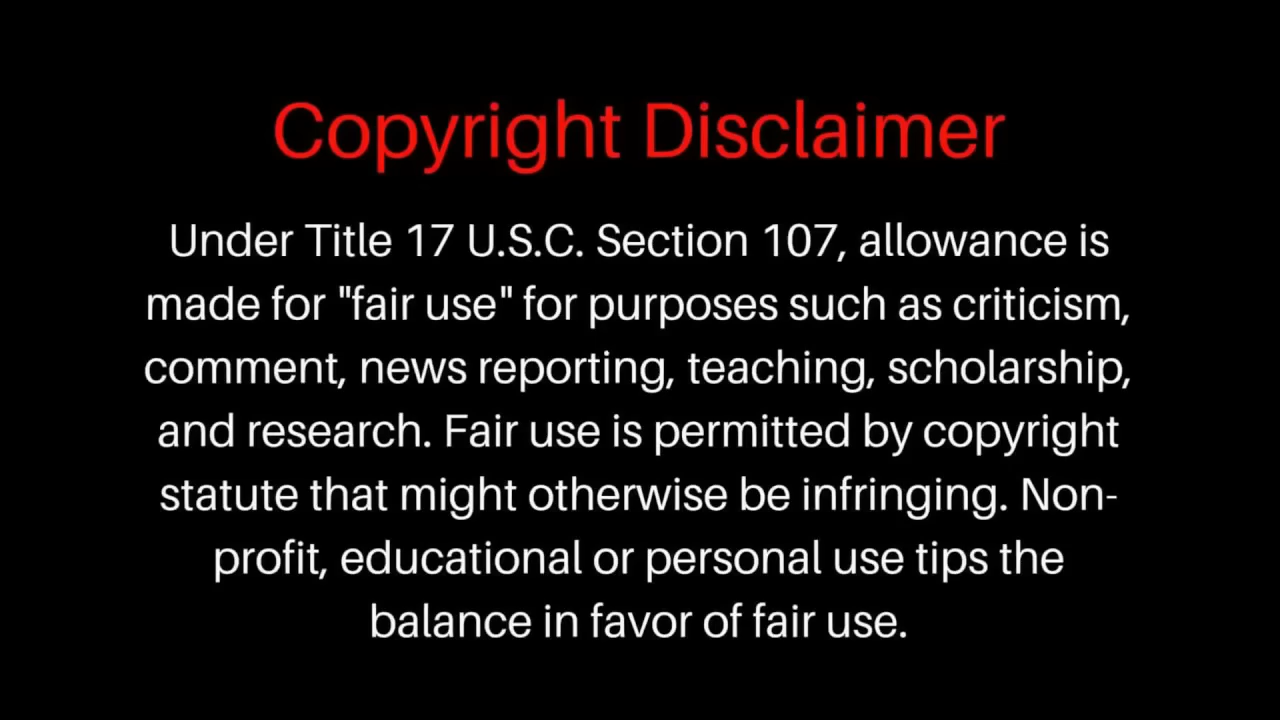 Copyright Disclaimer
Under Title 17 U.S.C. Section 107, allowance is
made for "fair use" for purposes such as criticism,
comment, news reporting, teaching, scholarship,
and research. Fair use is permitted by copyright
statute that might otherwise be infringing. Non-
profit, educational or personal use tips the
balance in favor of fair use.